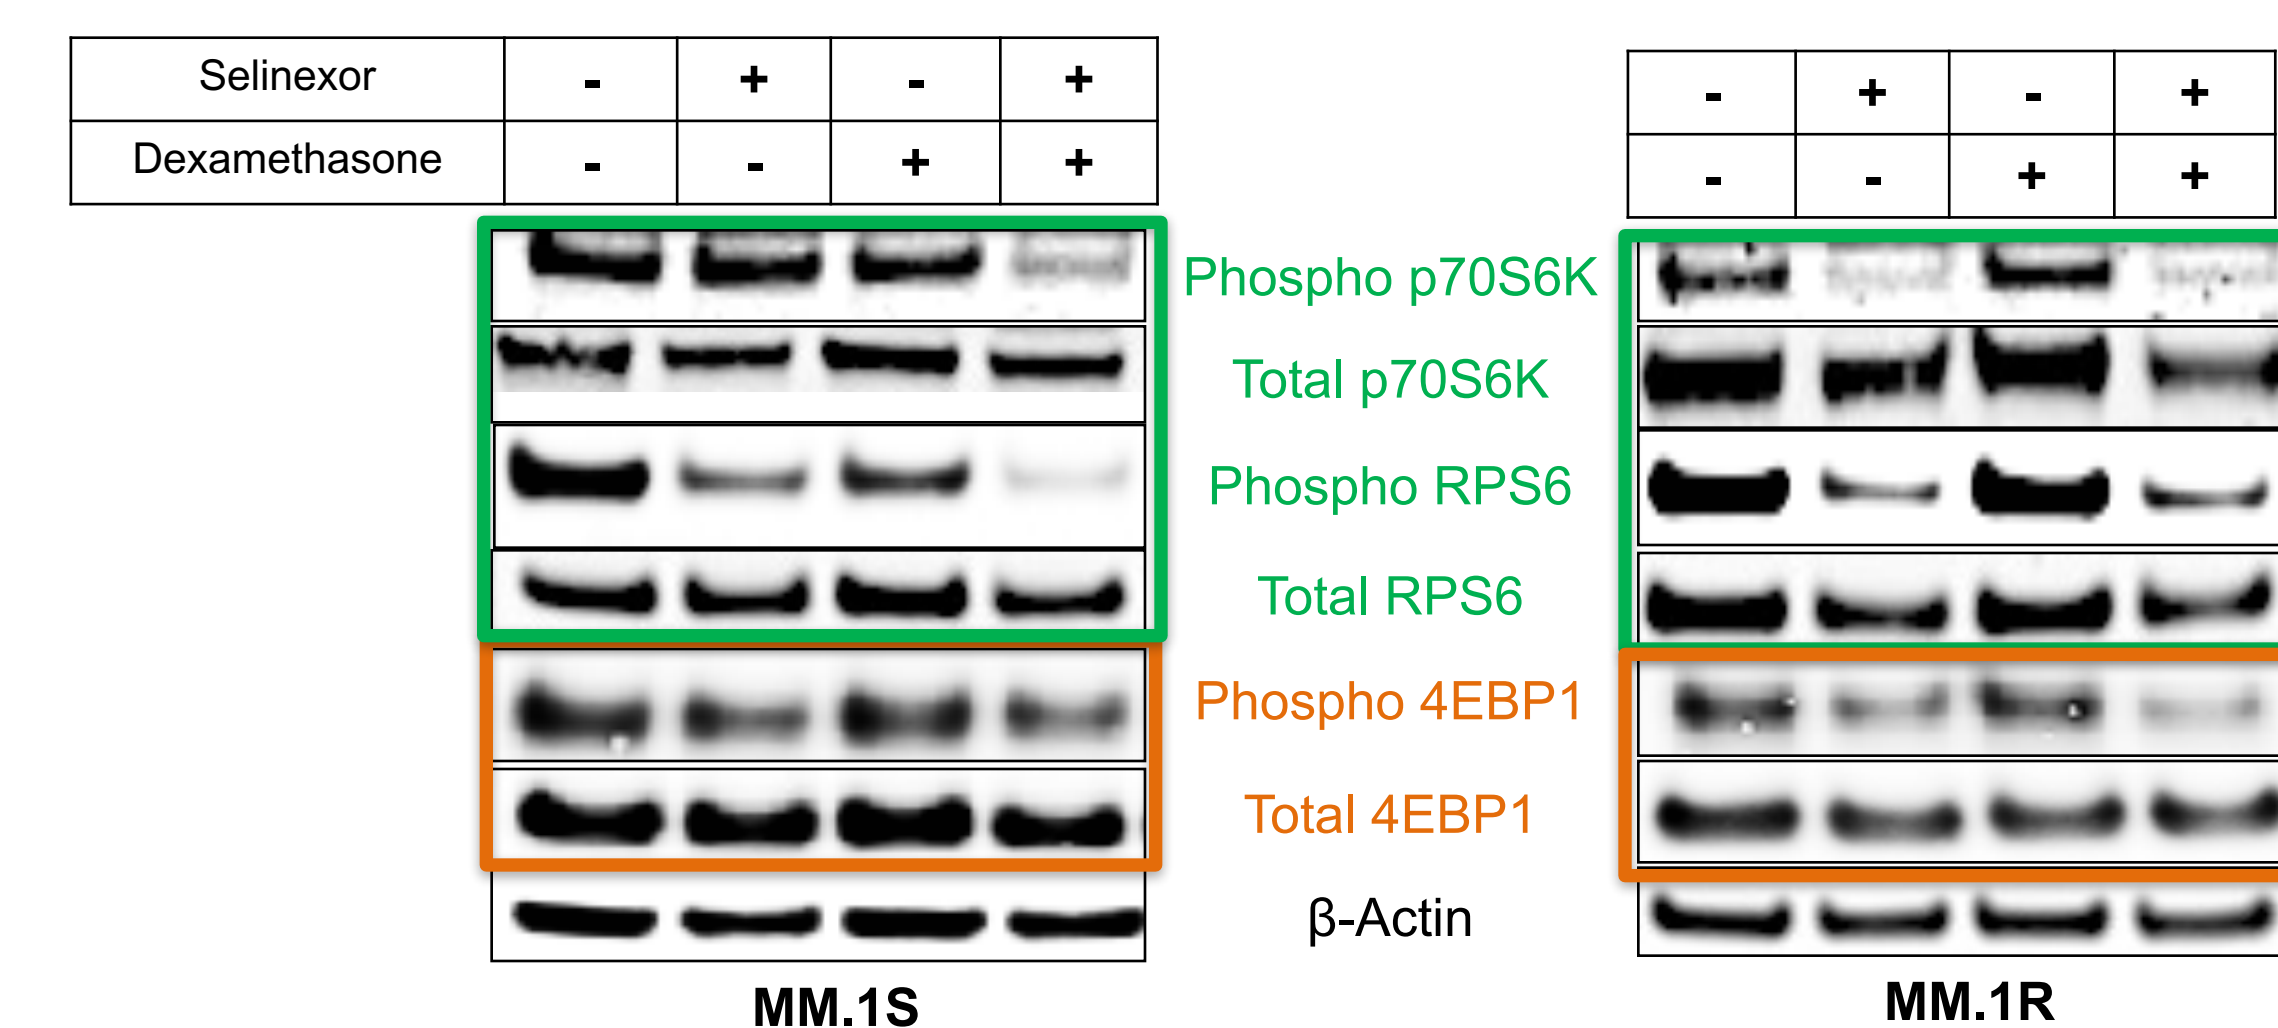 Selinexor - + - + - + - +
Dexamethasone - - + + - - + +
Phospho p70S6K
Total p70S6K
Phospho RPS6
Total RPS6
Phospho 4EBP1
Total 4EBP1
β-Actin
MM.1S MM.1R